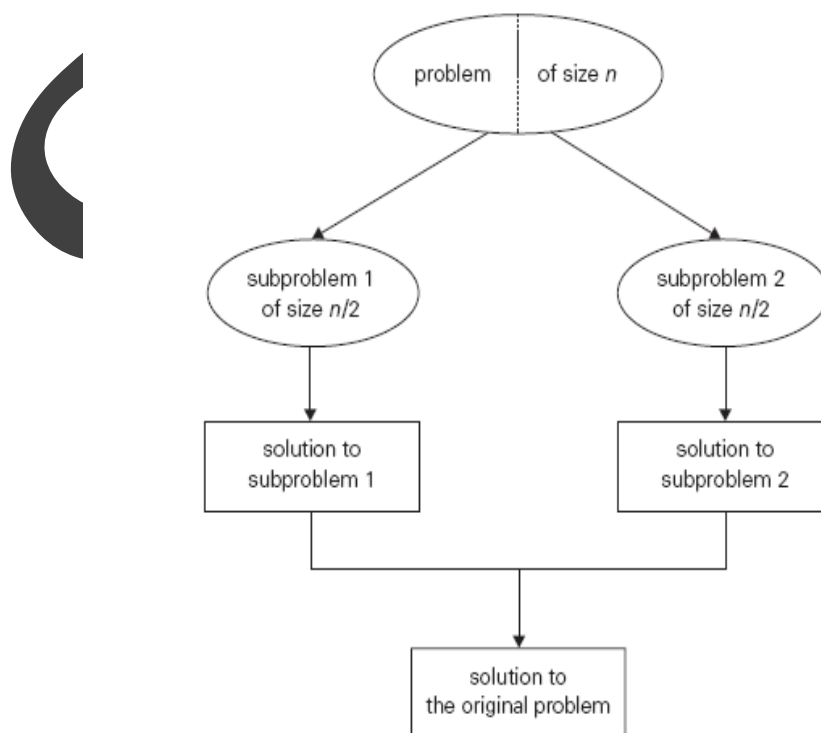 problem of size n
subproblem 1
of size n/2
subproblem 2
of size n/2
solution to
subproblem 1
solution to
subproblem 2
solution to
the original problem